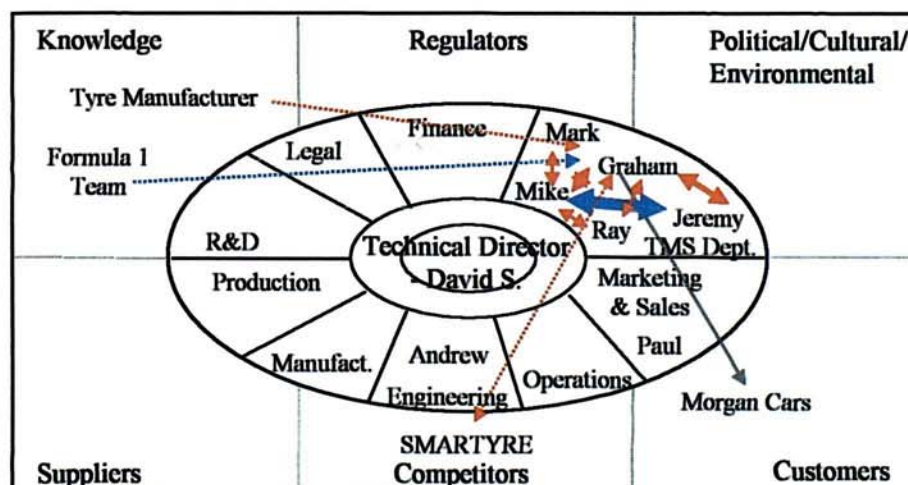 Knowledge
Regulators
Political/Cultural/
Environmental
Tyre Manufacturer
Finance
Mark
Legal
Graham
Formula 1
Team
Mike
Jeremy
Ray
R&D
Technical Director
- David S.
TMS Dept.
Production
Marketing
& Sales
Paul
Manufact.
Andrew
Engineering
Operations
Morgan Cars
SMARTYRE
Suppliers
Competitors
Customers